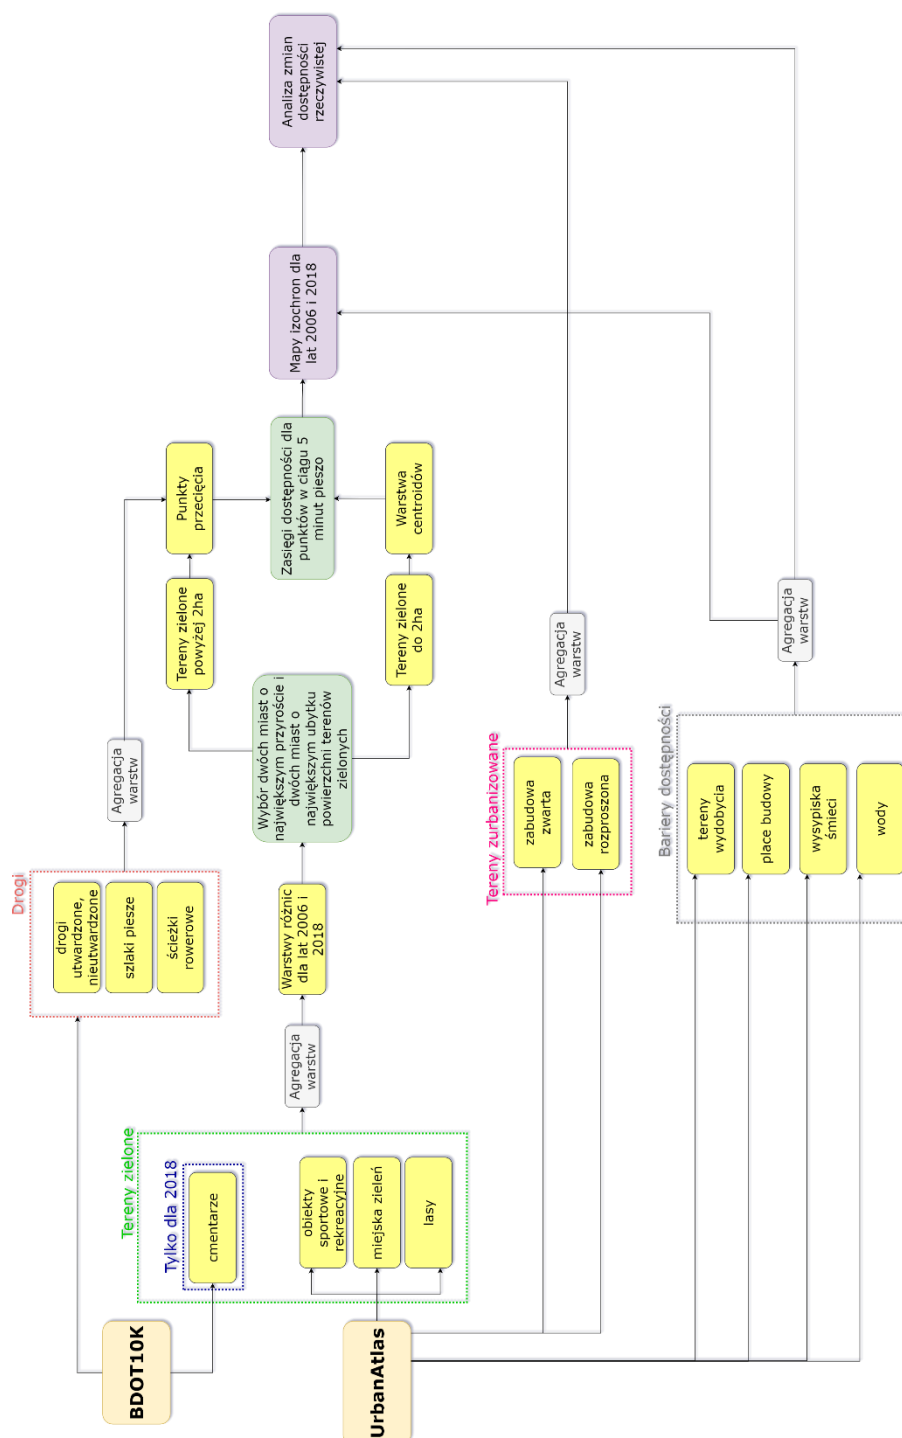 BDOT10K
UrbanAtlas
Tereny zielone
Tylko dla 2018
cmentarze
obiekty
sportowe i
rekreacyjne
miejska zieleń
lasy
Drogi
drogi
utwardzone,
nieutwardzone
szlaki piesze
ścieżki
rowerowe
Agregacja
warstw
Agregacja
warstw
Warstwy różnic
dla lat 2006 i
2018
Wybór dwóch miast o
największym przyroście i
dwóch miast o
największym ubytku
powierzchni terenów
zielonych
Tereny zielone
powyżej 2ha
Punkty
przecięcia
Tereny zielone
do 2ha
Warstwa
centroidów
Zasięgi dostępności dla
punktów w ciągu 5
minut pieszo
Mapy izochron dla
lat 2006 i 2018
Analiza zmian
dostępności
rzeczywistej
Tereny zurbanizowane
zabudowa
zwarta
zabudowa
rozproszona
Agregacja
warstw
Bariery dostępności
tereny
wydobycia
place budowy
wysypiska
śmieci
wody
Agregacja
warstw